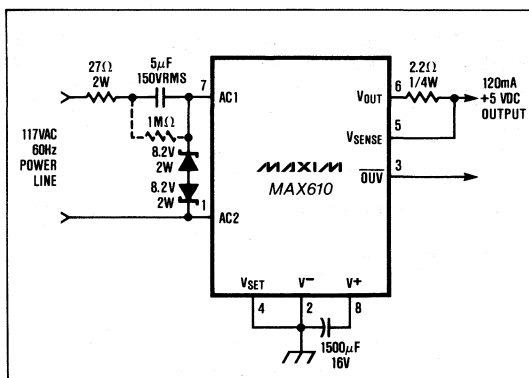 27Ω
2W
5µF
150VRMS
1MΩ
8.2V
2W
8.2V
2W
117VAC
60Hz
POWER
LINE
7
AC1
1
AC2
MAXIM
MAX610
VOUT
6
2.2Ω
1/4W
120mA
+5 VDC
OUTPUT
VSENSE
5
OUV
3
VSET
V−
V+
4
2
8
1500µF
16V